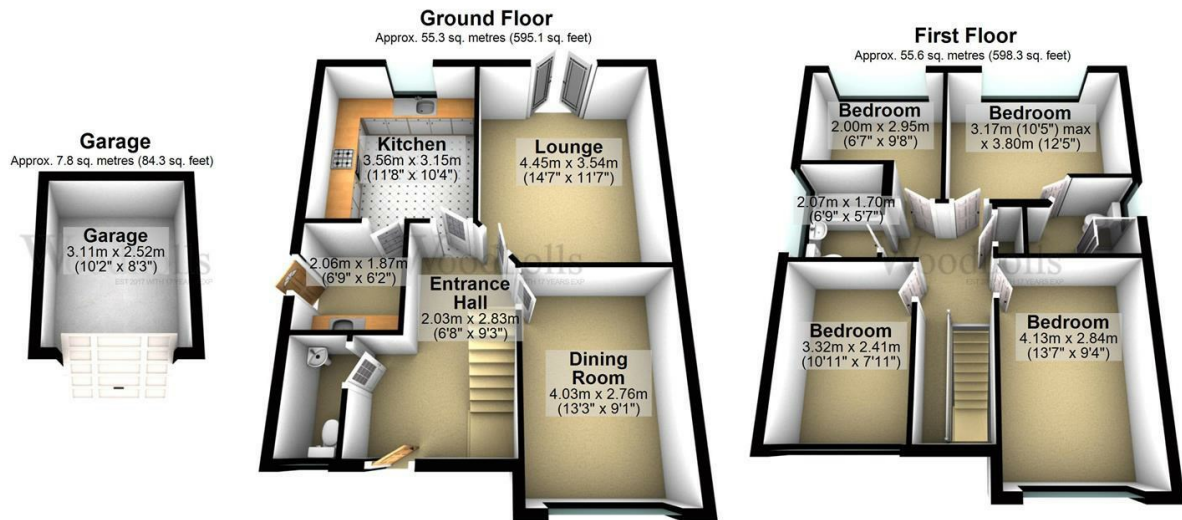 Garage
Approx. 7.8 sq. metres (84.3 sq. feet)
Garage
3.11m x 2.52m
(10'2" x 8'3")
Ground Floor
Approx. 55.3 sq. metres (595.1 sq. feet)
Kitchen
3.56m x 3.15m
(11'8" x 10'4")
Lounge
4.45m x 3.54m
(14'7" x 11'7")
2.06m x 1.87m
(6'9" x 6'2")
Entrance
Hall
2.03m x 2.83m
(6'8" x 9'3")
Dining
Room
4.03m x 2.76m
(13'3" x 9'1")
First Floor
Approx. 55.6 sq. metres (598.3 sq. feet)
Bedroom
2.00m x 2.95m
(6'7" x 9'8")
Bedroom
3.17m (10'5") max
x 3.80m (12'5")
2.07m x 1.70m
(6'9" x 5'7")
Bedroom
3.32m x 2.41m
(10'11" x 7'11")
Bedroom
4.13m x 2.84m
(13'7" x 9'4")